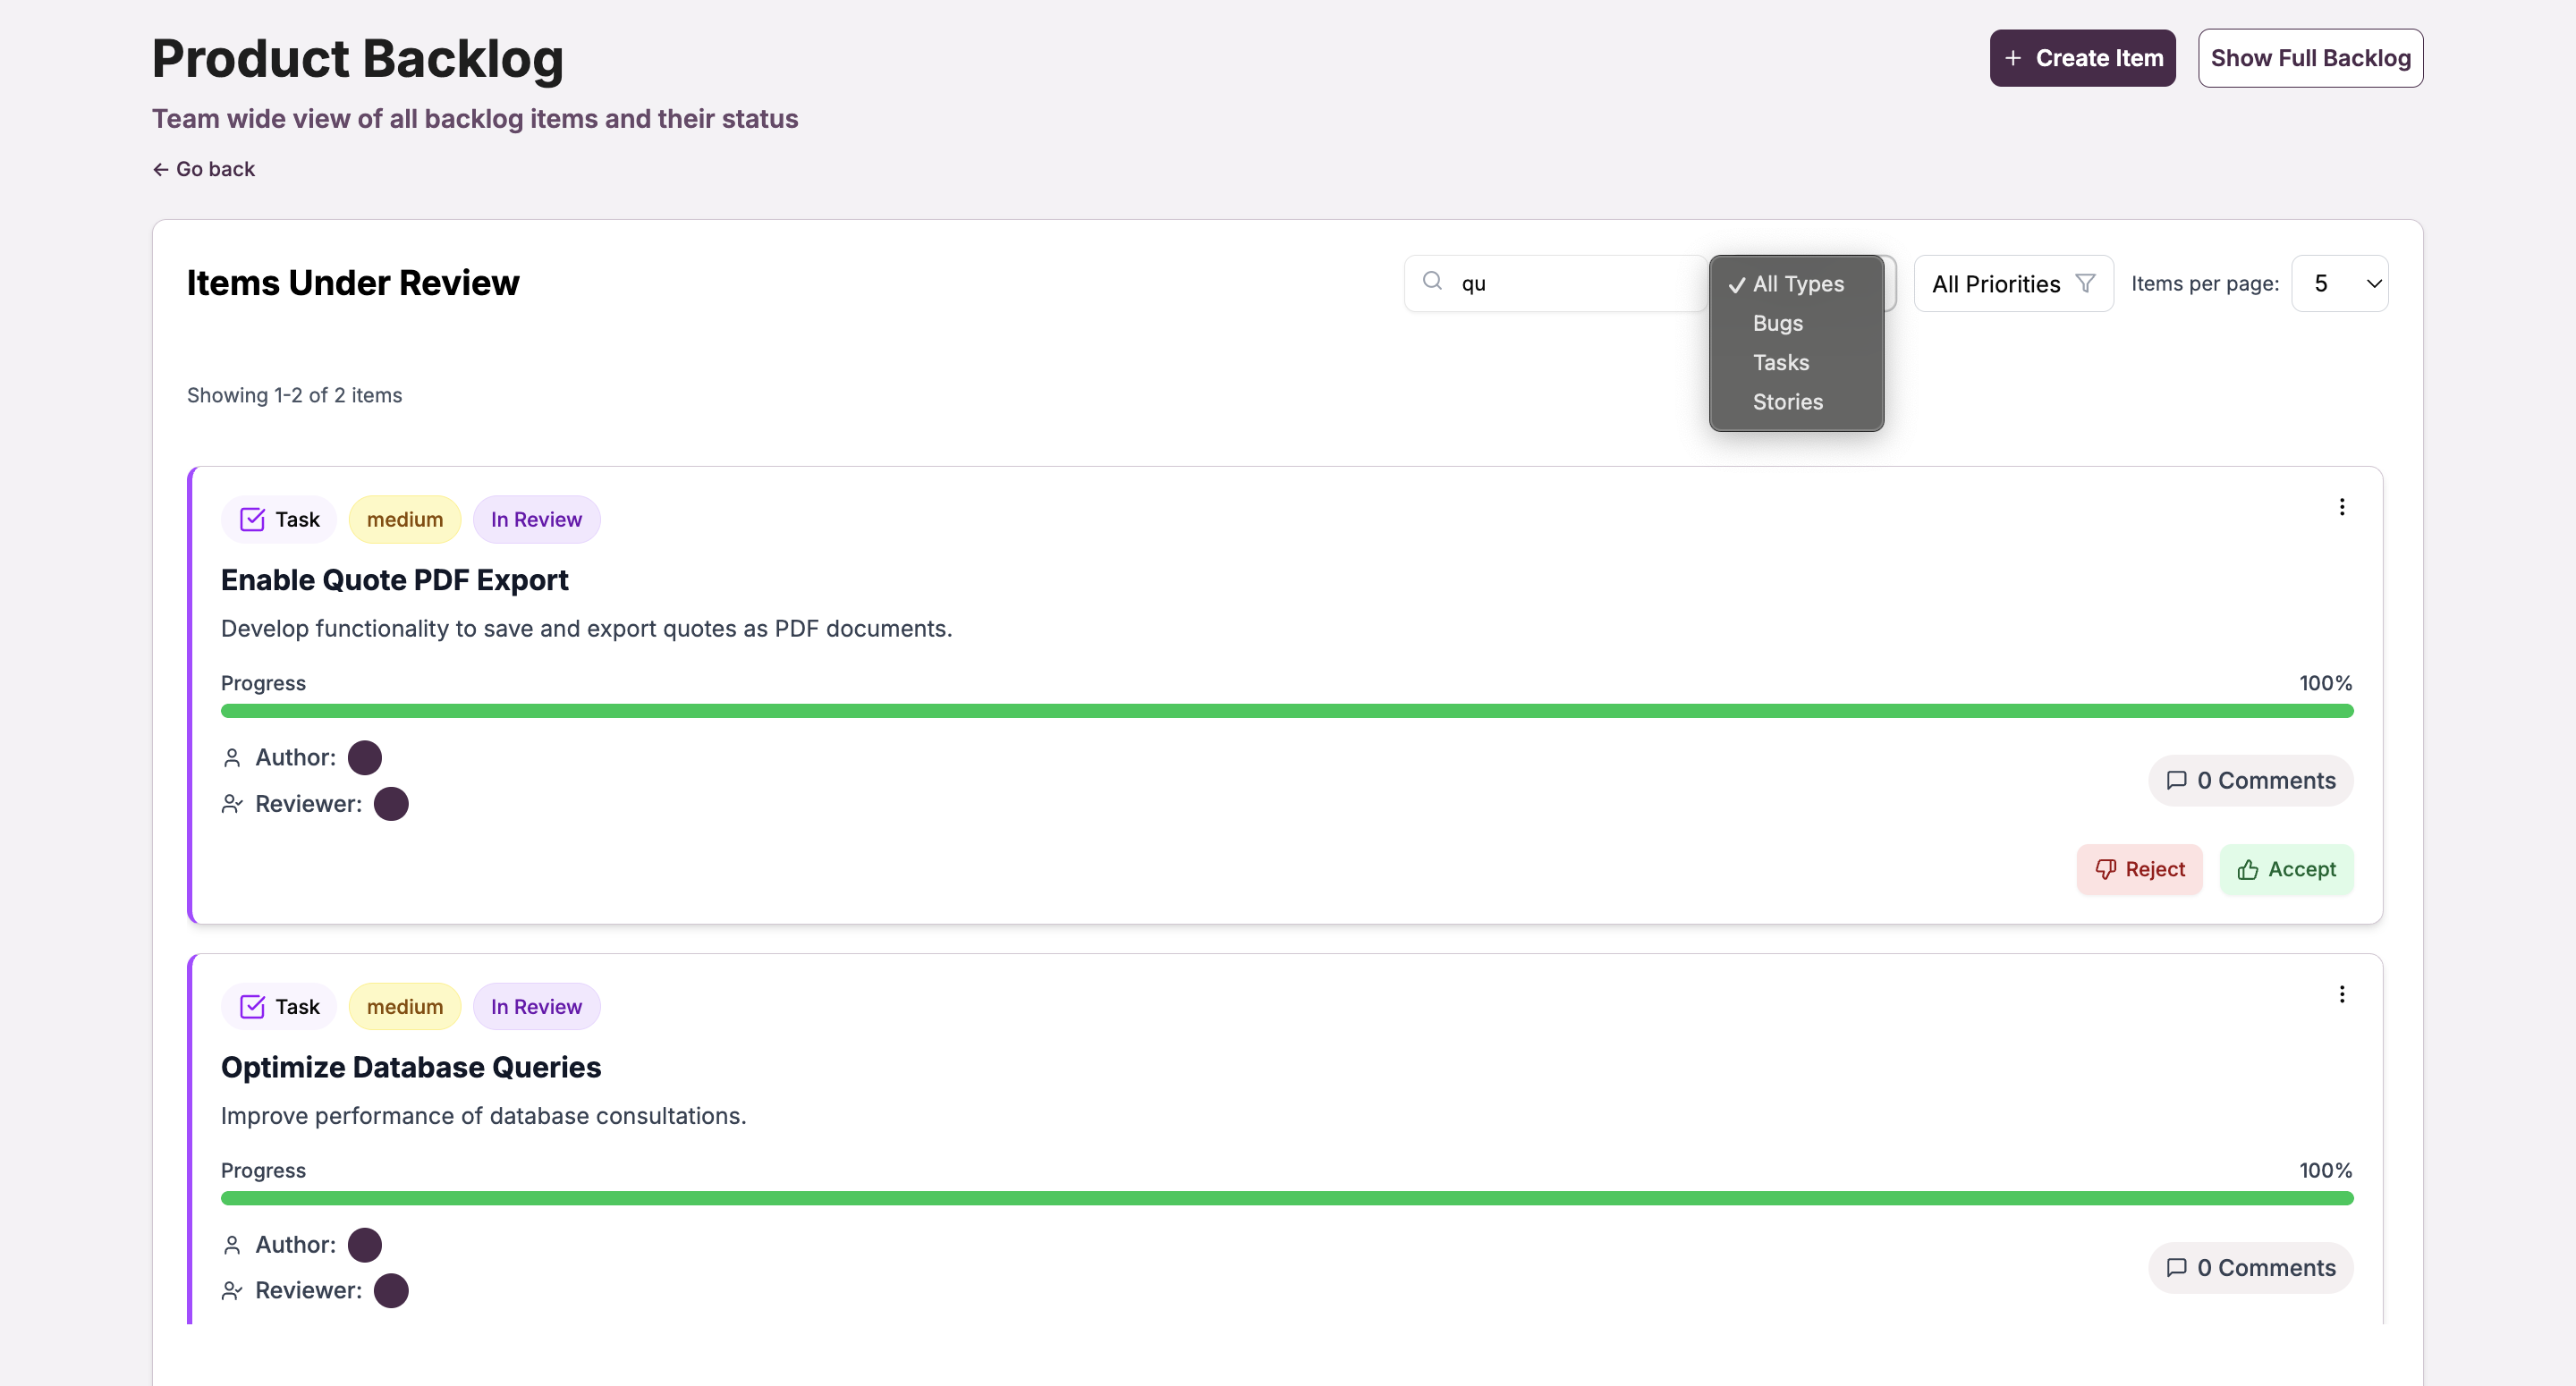 Product Backlog
+ Create Item
Show Full Backlog
Team wide view of all backlog items and their status
← Go back
Items Under Review
qu
✓ All Types
Bugs
Tasks
Stories
All Priorities
Items per page:
5
Showing 1-2 of 2 items
Task
medium
In Review
Enable Quote PDF Export
Develop functionality to save and export quotes as PDF documents.
Progress
100%
Author:
Reviewer:
0 Comments
Reject
Accept
Task
medium
In Review
Optimize Database Queries
Improve performance of database consultations.
Progress
100%
Author:
Reviewer:
0 Comments